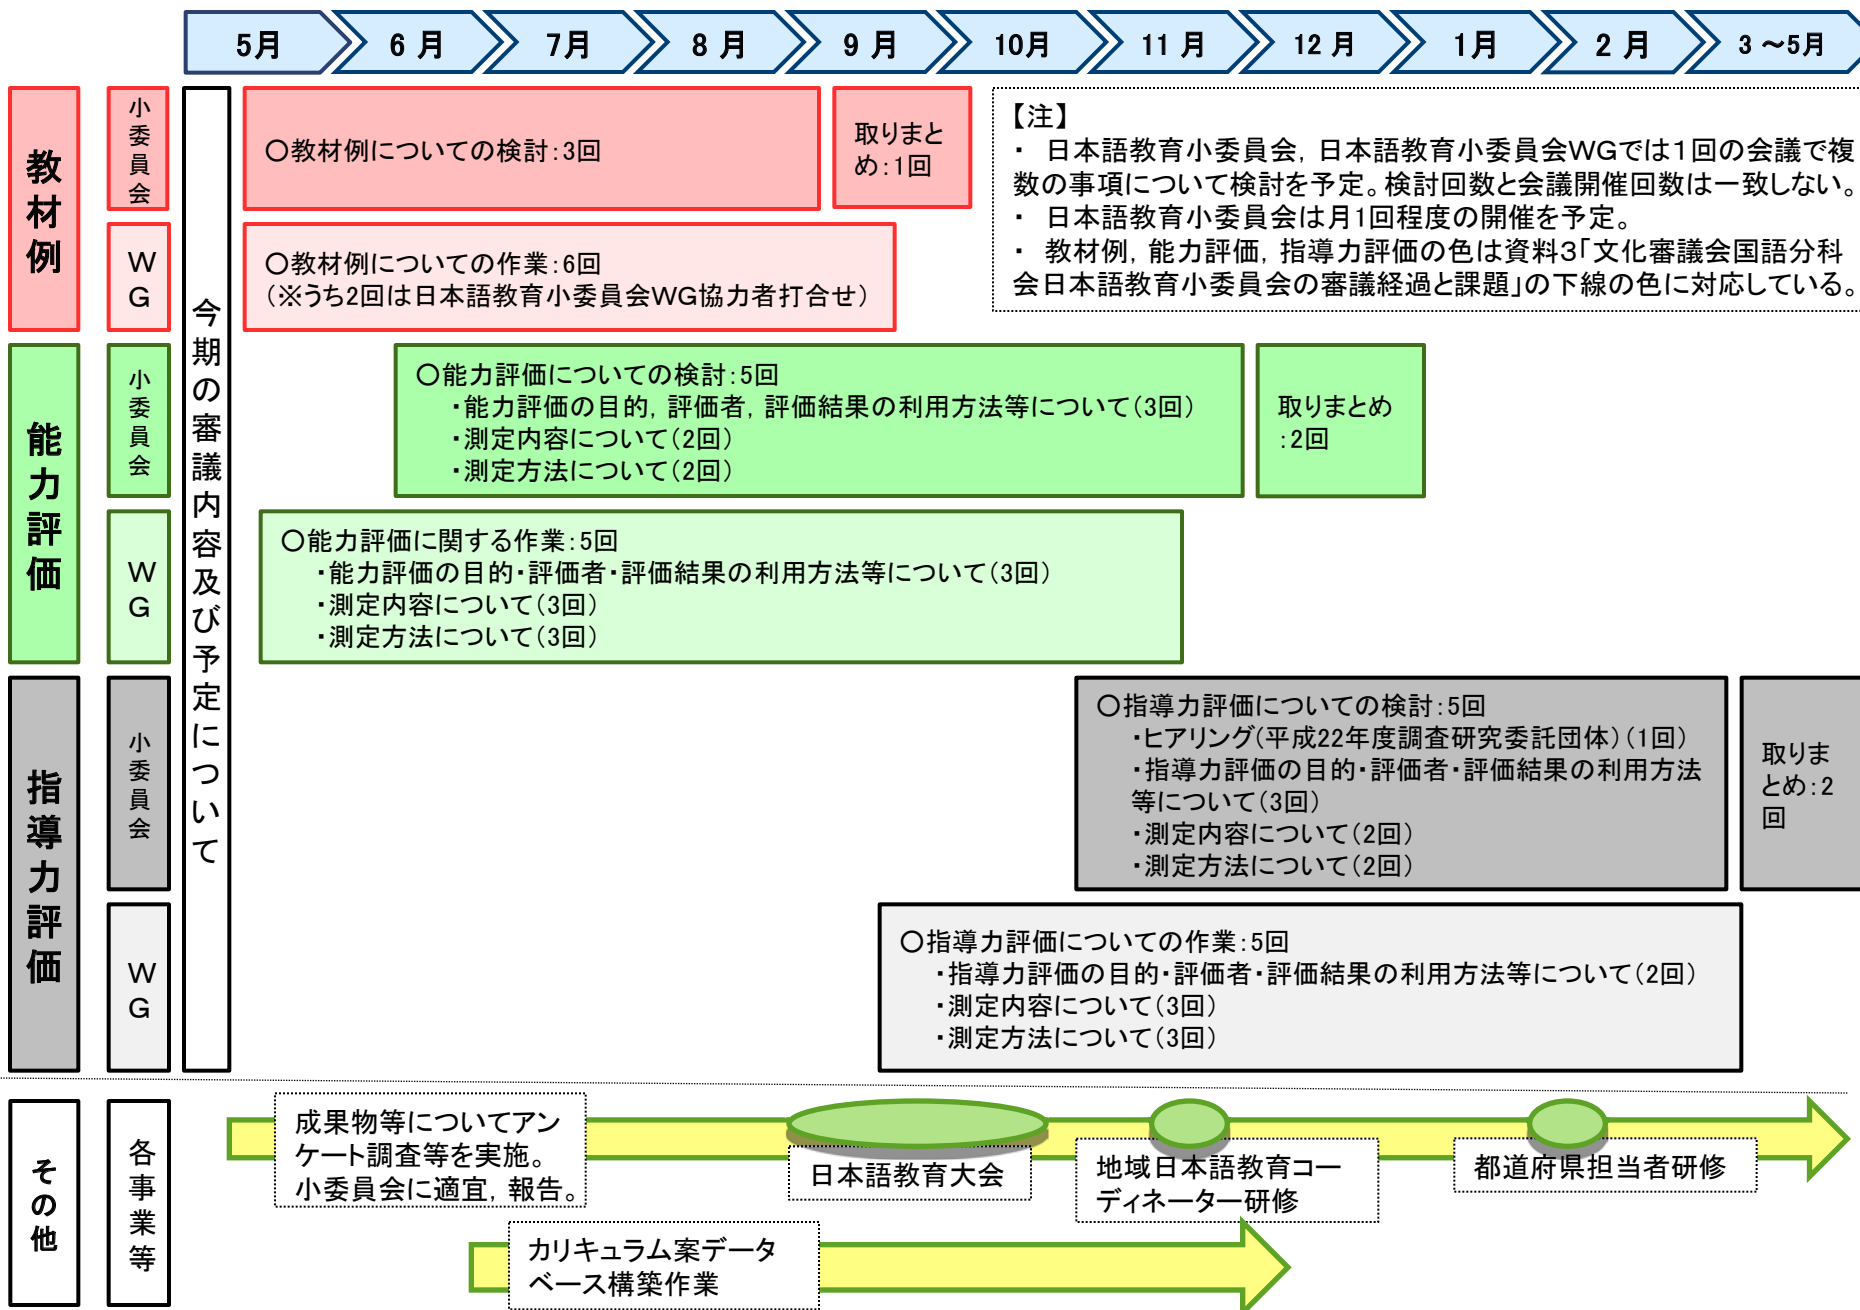 5月 6月 7月 8月 9月 10月 11月 12月 1月 2月 3～5月
教材例
小委員会
○教材例についての検討：3回
取りまと
め：1回
【注】
・ 日本語教育小委員会，日本語教育小委員会WGでは1回の会議で複
数の事項について検討を予定。検討回数と会議開催回数は一致しない。
・ 日本語教育小委員会は月1回程度の開催を予定。
・ 教材例，能力評価，指導力評価の色は資料3「文化審議会国語分科
会日本語教育小委員会の審議経過と課題」の下線の色に対応している。
WG
○教材例についての作業：6回
（※うち2回は日本語教育小委員会WG協力者打合せ）
今期の審議内容及び予定について
能力評価
小委員会
○能力評価についての検討：5回
・能力評価の目的，評価者，評価結果の利用方法等について（3回）
・測定内容について（2回）
・測定方法について（2回）
取りまとめ
：2回
WG
○能力評価に関する作業：5回
・能力評価の目的・評価者・評価結果の利用方法等について（3回）
・測定内容について（3回）
・測定方法について（3回）
指導力評価
小委員会
○指導力評価についての検討：5回
・ヒアリング（平成22年度調査研究委託団体）（1回）
・指導力評価の目的・評価者・評価結果の利用方法
等について（3回）
・測定内容について（2回）
・測定方法について（2回）
取りま
とめ：2
回
WG
○指導力評価についての作業：5回
・指導力評価の目的・評価者・評価結果の利用方法等について（2回）
・測定内容について（3回）
・測定方法について（3回）
その他
各事業等
成果物等についてアン
ケート調査等を実施。
小委員会に適宜，報告。
日本語教育大会
地域日本語教育コー
ディネーター研修
都道府県担当者研修
カリキュラム案データ
ベース構築作業